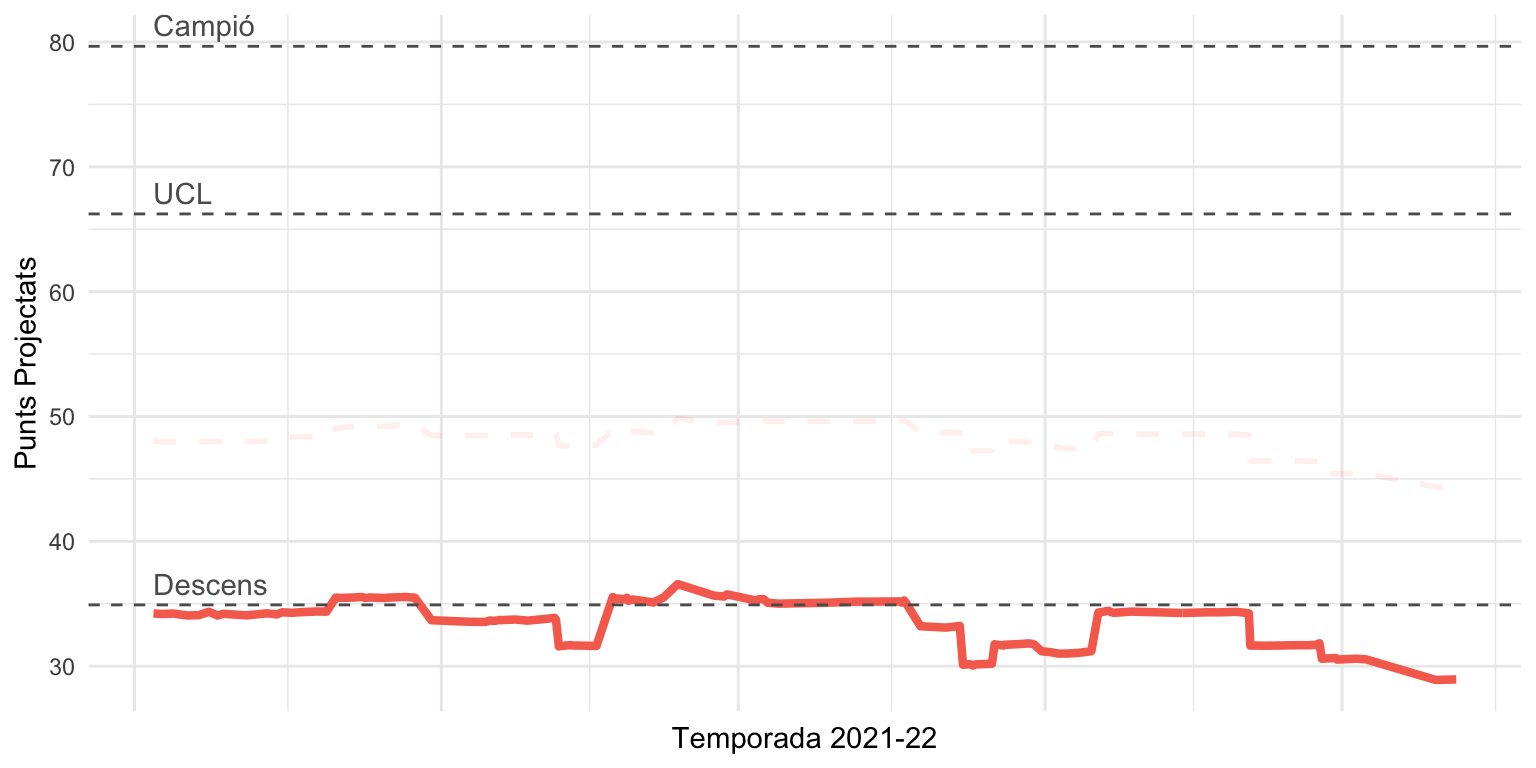 Campió
80
70
UCL
Punts Projectats
60
50
40
Descens
30
Temporada 2021-22